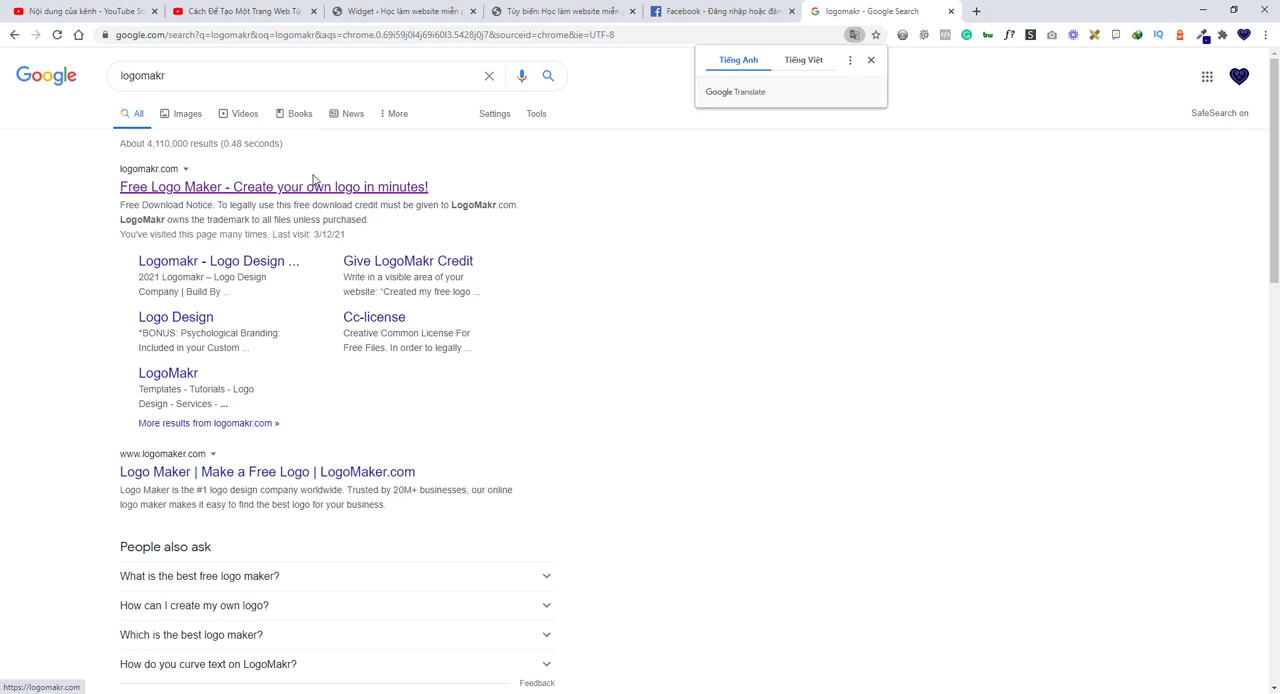 Nội dung của kênh - YouTube St
Cách Để Tạo Một Trang Web Từ
Widget ‹ Học làm website miễn p
Tùy biến: Học làm website miễn
Facebook - Đăng nhập hoặc đăn
logomakr - Google Search
google.com/search?q=logomakr&oq=logomakr&aqs=chrome.0.69i59j0l4j69i60l3.5428j0j7&sourceid=chrome&ie=UTF-8
Tiếng Anh
Tiếng Việt
Google Translate
Google
logomakr
All
Images
Videos
Books
News
More
Settings
Tools
SafeSearch on
About 4,110,000 results (0.48 seconds)
logomakr.com
Free Logo Maker - Create your own logo in minutes!
Free Download Notice. To legally use this free download credit must be given to LogoMakr.com.
LogoMakr owns the trademark to all files unless purchased.
You've visited this page many times. Last visit: 3/12/21
Logomakr - Logo Design ...
2021 Logomakr – Logo Design
Company | Build By ...
Give LogoMakr Credit
Write in a visible area of your
website: “Created my free logo ...
Logo Design
*BONUS: Psychological Branding:
Included in your Custom ...
Cc-license
Creative Common License For
Free Files. In order to legally ...
LogoMakr
Templates - Tutorials - Logo
Design - Services - ...
More results from logomakr.com »
www.logomaker.com
Logo Maker | Make a Free Logo | LogoMaker.com
Logo Maker is the #1 logo design company worldwide. Trusted by 20M+ businesses, our online
logo maker makes it easy to find the best logo for your business.
People also ask
What is the best free logo maker?
How can I create my own logo?
Which is the best logo maker?
How do you curve text on LogoMakr?
Feedback
https://logomakr.com